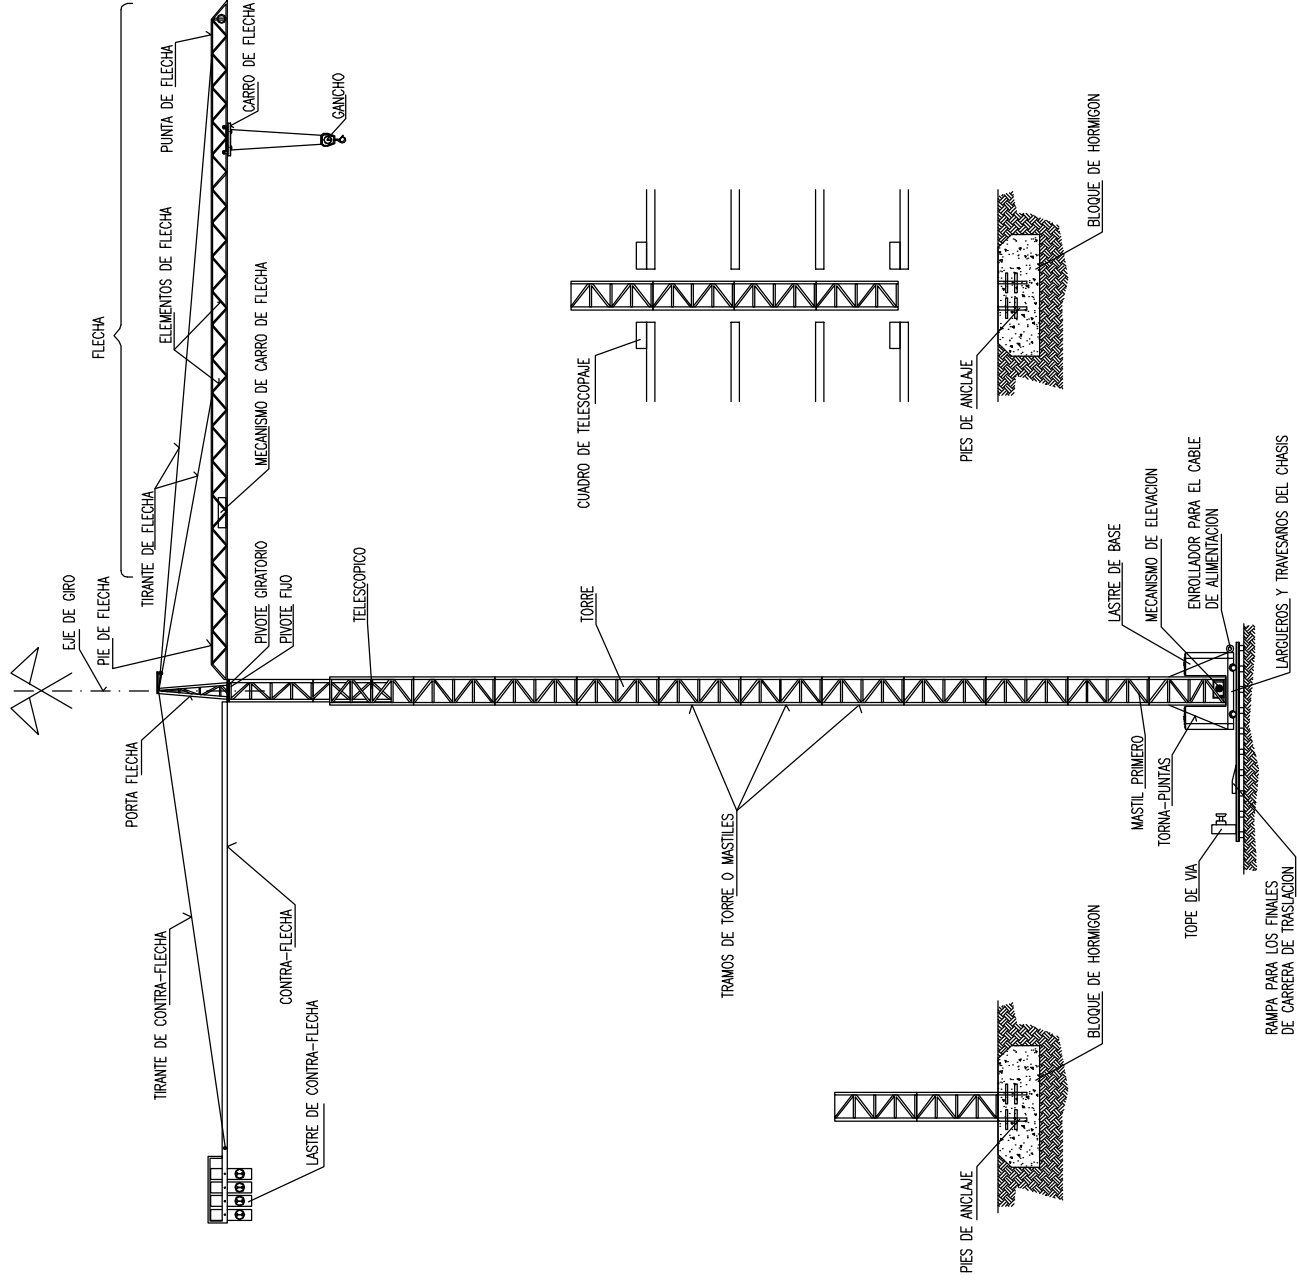 FLECHA
EJE DE GIRO
PIE DE FLECHA
TIRANTE DE FLECHA
ELEMENTOS DE FLECHA
PUNTA DE FLECHA
CARRO DE FLECHA
GANCHO
MECANISMO DE CARRO DE FLECHA
PIVOTE GIRATORIO
PIVOTE FIJO
TELESCOPICO
PORTA FLECHA
TIRANTE DE CONTRA-FLECHA
CONTRA-FLECHA
LASTRE DE CONTRA-FLECHA
TORRE
TRAMOS DE TORRE O MASTILES
CUADRO DE TELESCOPAJE
PIES DE ANCLAJE
BLOQUE DE HORMIGON
LASTRE DE BASE
MECANISMO DE ELEVACION
ENROLLADOR PARA EL CABLE
DE ALIMENTACION
LARGUEROS Y TRAVESAÑOS DEL CHASIS
MASTIL PRIMERO
TORNA-PUNTAS
TOPE DE VIA
RAMPA PARA LOS FINALES
DE CARRERA DE TRASLACION
PIES DE ANCLAJE
BLOQUE DE HORMIGON